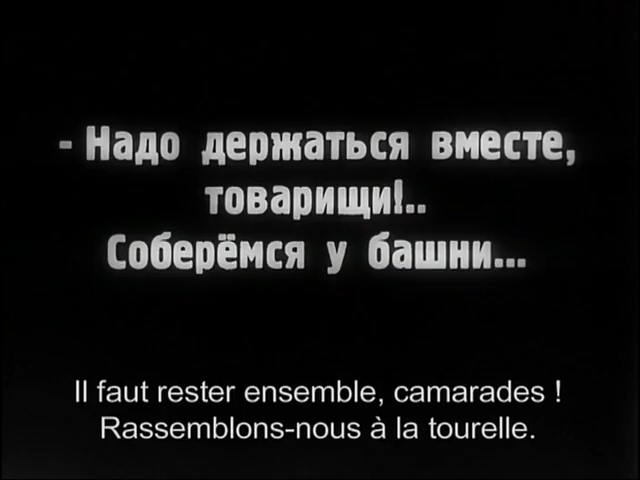 - Надо держаться вместе,
товарищи!..
Соберёмся у башни...
Il faut rester ensemble, camarades !
Rassemblons-nous à la tourelle.